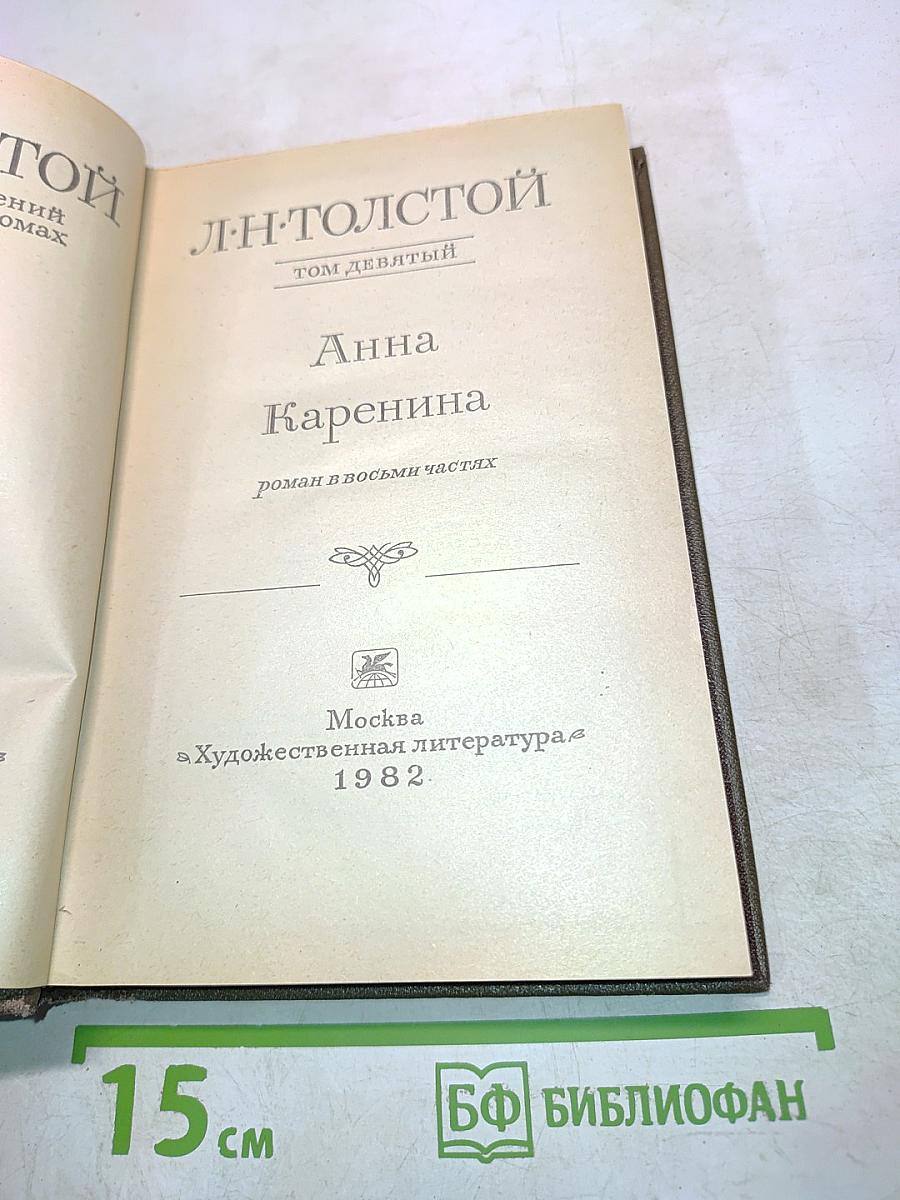 Л·Н·ТОЛСТОЙ
ТОМ ДЕВЯТЫЙ
Анна
Каренина
роман в восьми частях
Москва
Художественная литература
1982
15 см
БФ БИБЛИОФАН